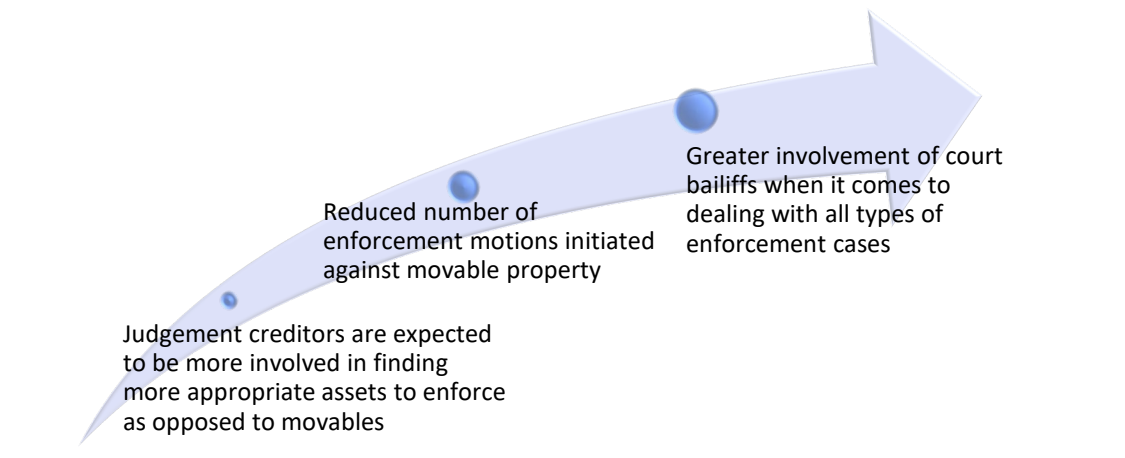 Greater involvement of court
bailiffs when it comes to
dealing with all types of
enforcement cases
Reduced number of
enforcement motions initiated
against movable property
Judgement creditors are expected
to be more involved in finding
more appropriate assets to enforce
as opposed to movables